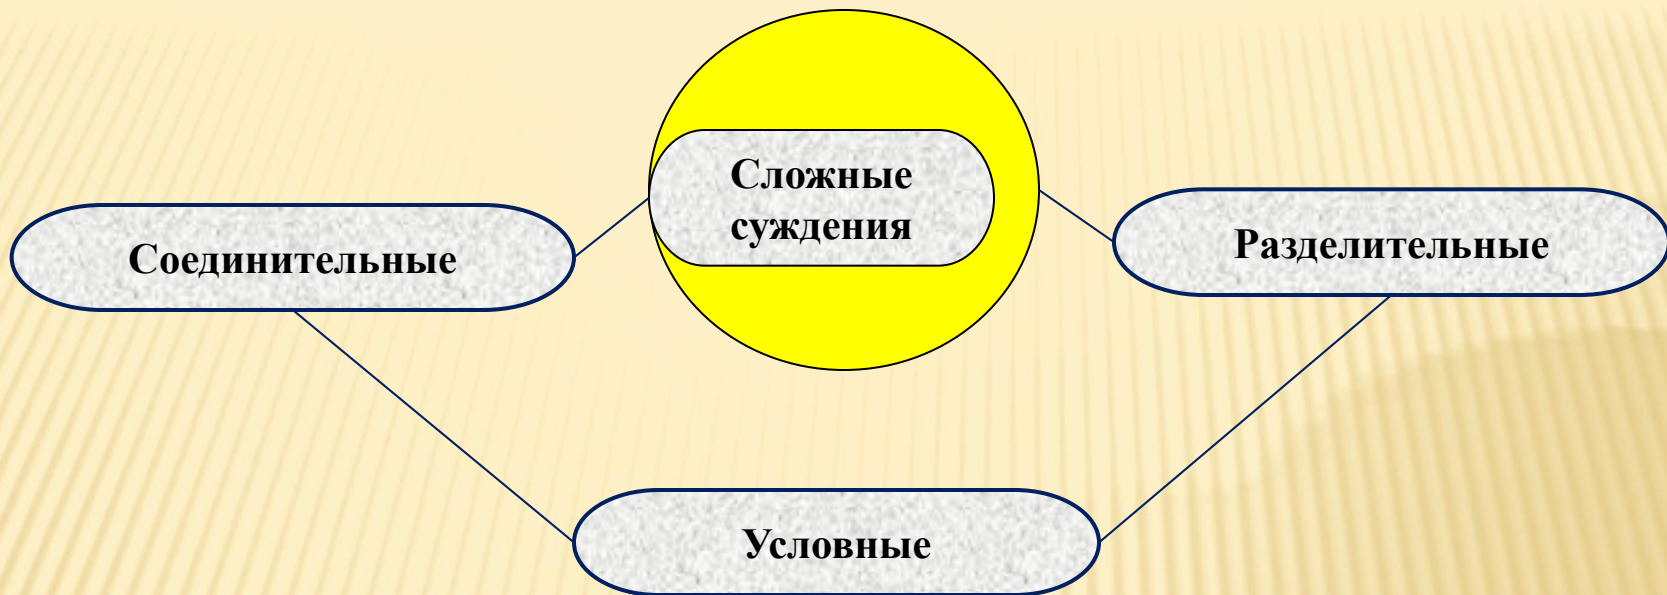 Сложные
суждения
Соединительные
Разделительные
Условные